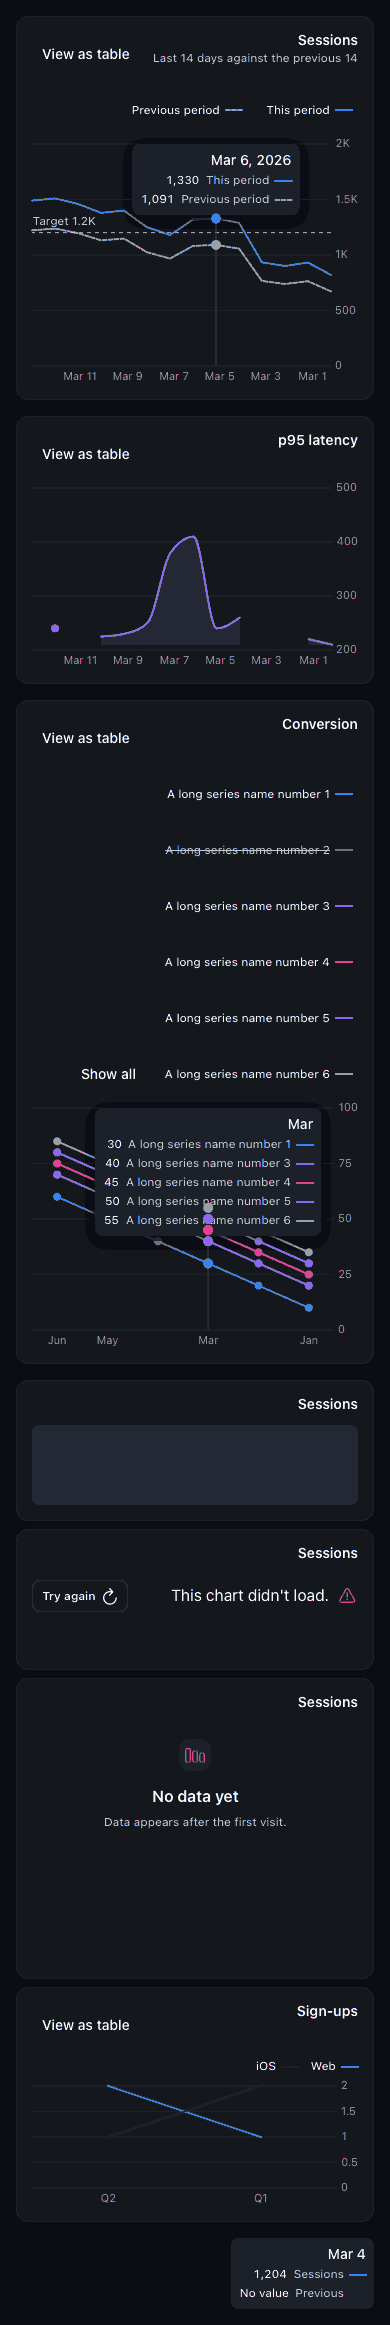 Sessions
Last 14 days against the previous 14
View as table
Previous period
This period
2K
1.5K
1K
500
0
Target 1.2K
Mar 6, 2026
1,330 This period
1,091 Previous period
Mar 11 Mar 9 Mar 7 Mar 5 Mar 3 Mar 1
p95 latency
View as table
500
400
300
200
Mar 11 Mar 9 Mar 7 Mar 5 Mar 3 Mar 1
Conversion
View as table
A long series name number 1
A long series name number 2
A long series name number 3
A long series name number 4
A long series name number 5
A long series name number 6
Show all
100
75
50
25
0
Mar
30 A long series name number 1
40 A long series name number 3
45 A long series name number 4
50 A long series name number 5
55 A long series name number 6
Jun May Mar Jan
Sessions
Sessions
This chart didn't load.
Try again
Sessions
No data yet
Data appears after the first visit.
Sign-ups
View as table
iOS Web
2
1.5
1
0.5
0
Q2 Q1
Mar 4
1,204 Sessions
No value Previous